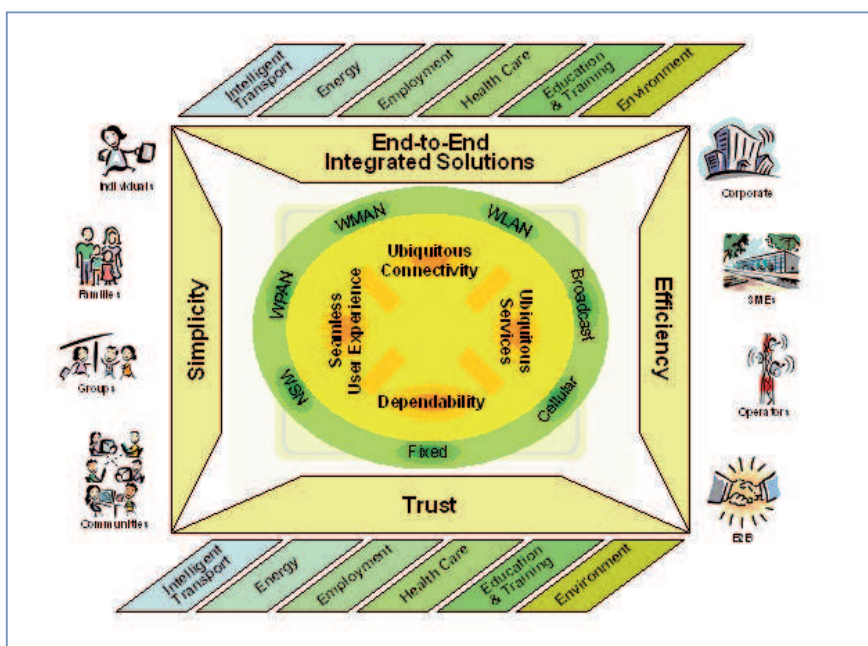 Intelligent
Transport
Energy
Employment
Health Care
Education
& Training
Environment
End-to-End
Integrated Solutions
Individuals
Families
Groups
Communities
Simplicity
WMAN
WLAN
WPAN
Broadcast
WSN
Cellular
Fixed
Ubiquitous
Connectivity
Seamless
User Experience
Ubiquitous
Services
Dependability
Efficiency
Trust
Corporate
SMEs
Operators
B2B
Intelligent
Transport
Energy
Employment
Health Care
Education
& Training
Environment